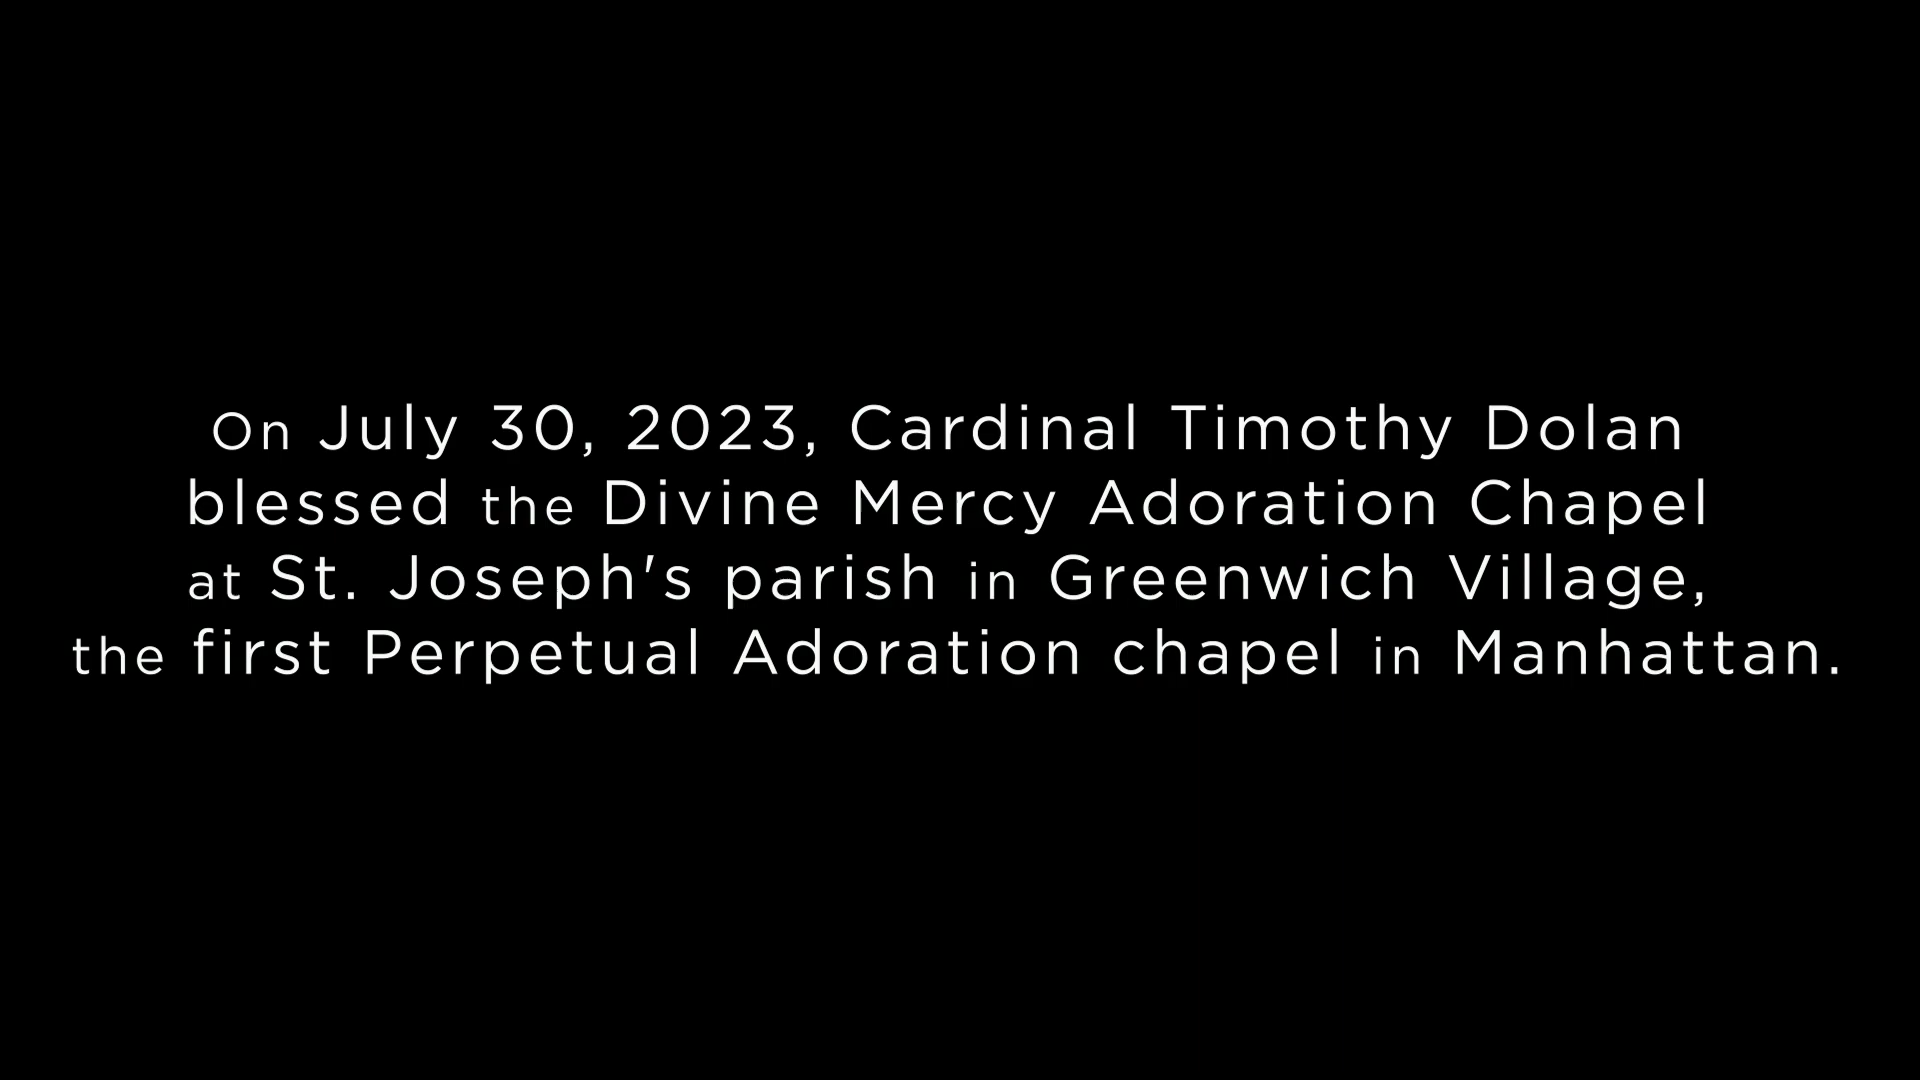 On July 30, 2023, Cardinal Timothy Dolan
blessed the Divine Mercy Adoration Chapel
at St. Joseph's parish in Greenwich Village,
the first Perpetual Adoration chapel in Manhattan.